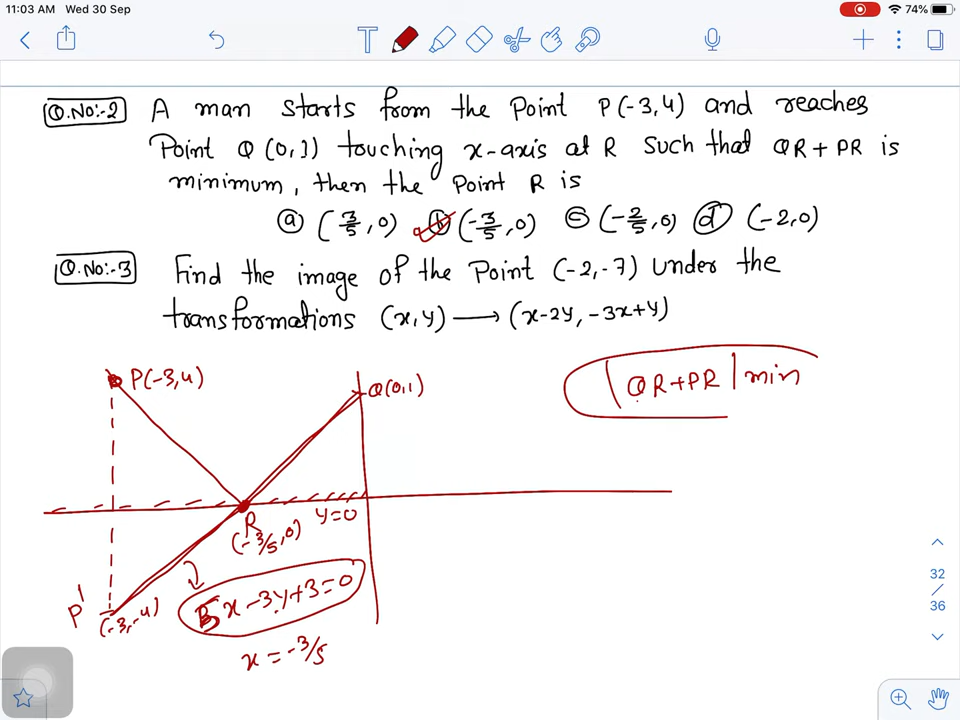 11:03 AM Wed 30 Sep
74%
T
Q.No:-2 A man starts from the Point P(-3,4) and reaches
Point Q (0,1) touching x-axis at R such that QR+PR is
minimum, then the Point R is
(a) (3/5, 0) (b) (-3/5, 0) (c) (-2/5, 0) (d) (-2,0)
Q.No:-3 Find the image of the Point (-2,-7) under the
transformations (x,y) → (x-2y, -3x+y)
P(-3,4)
Q(0,1)
|QR+PR| min
R
(-3/5, 0)
y=0
P'
(-3,-4)
5x-3y+3=0
x = -3/5
32
/
36